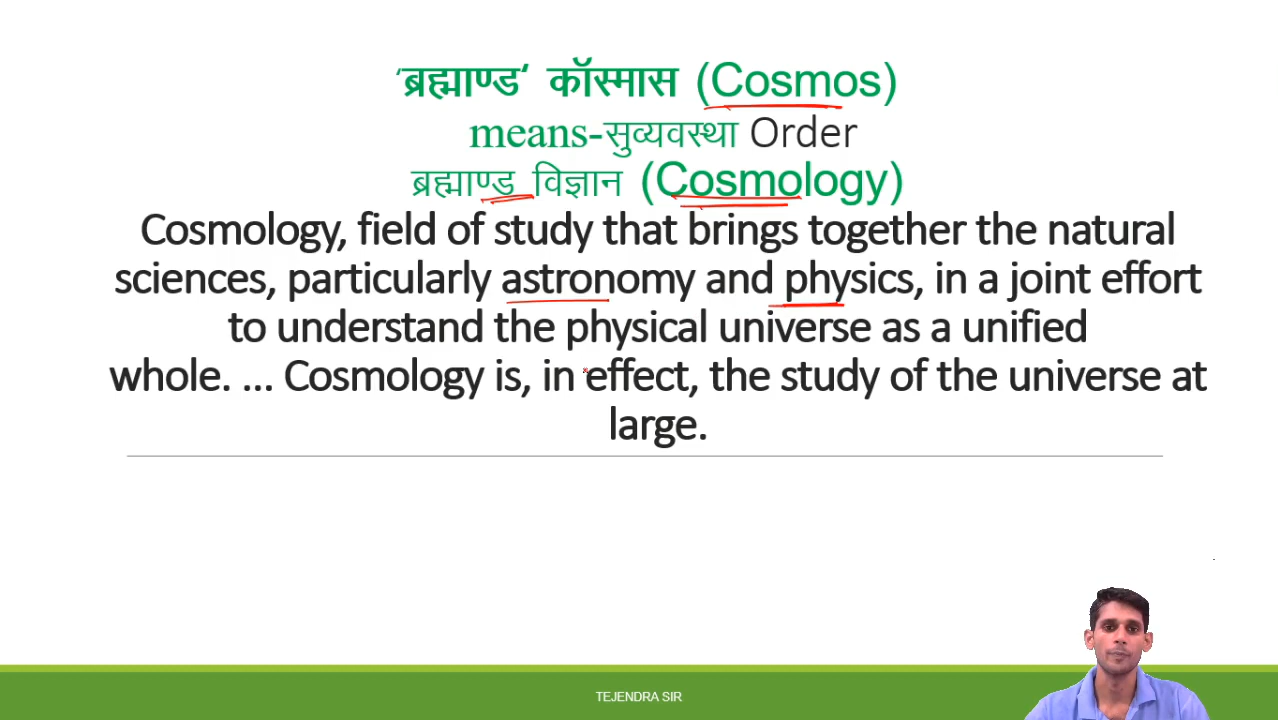 ‘ब्रह्माण्ड‘ कॉस्मास (Cosmos)
means-सुव्यवस्था Order
ब्रह्माण्ड विज्ञान (Cosmology)
Cosmology, field of study that brings together the natural
sciences, particularly astronomy and physics, in a joint effort
to understand the physical universe as a unified
whole. ... Cosmology is, in effect, the study of the universe at
large.
TEJENDRA SIR